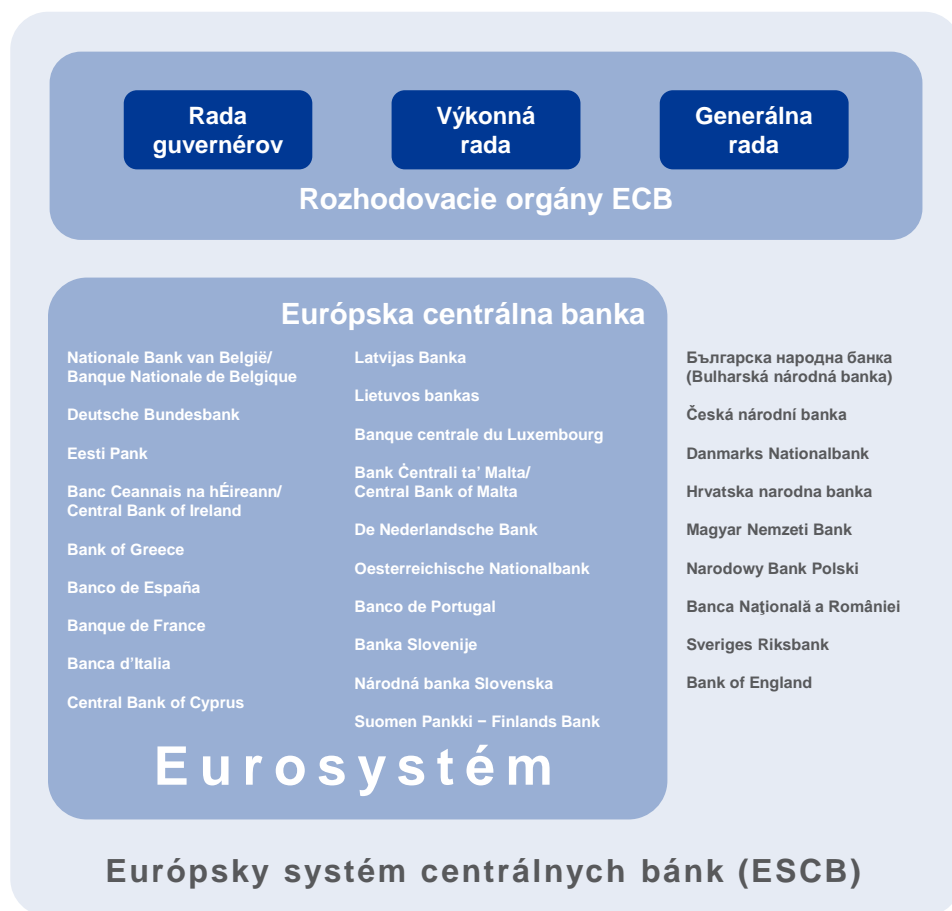 Rada
guvernérov
Výkonná
rada
Generálna
rada
Rozhodovacie orgány ECB
Európska centrálna banka
Nationale Bank van België/
Banque Nationale de Belgique
Deutsche Bundesbank
Eesti Pank
Banc Ceannais na hÉireann/
Central Bank of Ireland
Bank of Greece
Banco de España
Banque de France
Banca d’Italia
Central Bank of Cyprus
Latvijas Banka
Lietuvos bankas
Banque centrale du Luxembourg
Bank Ċentrali ta’ Malta/
Central Bank of Malta
De Nederlandsche Bank
Oesterreichische Nationalbank
Banco de Portugal
Banka Slovenije
Národná banka Slovenska
Suomen Pankki − Finlands Bank
Eurosystém
Българска народна банка
(Bulharská národná banka)
Česká národní banka
Danmarks Nationalbank
Hrvatska narodna banka
Magyar Nemzeti Bank
Narodowy Bank Polski
Banca Naţională a României
Sveriges Riksbank
Bank of England
Európsky systém centrálnych bánk (ESCB)